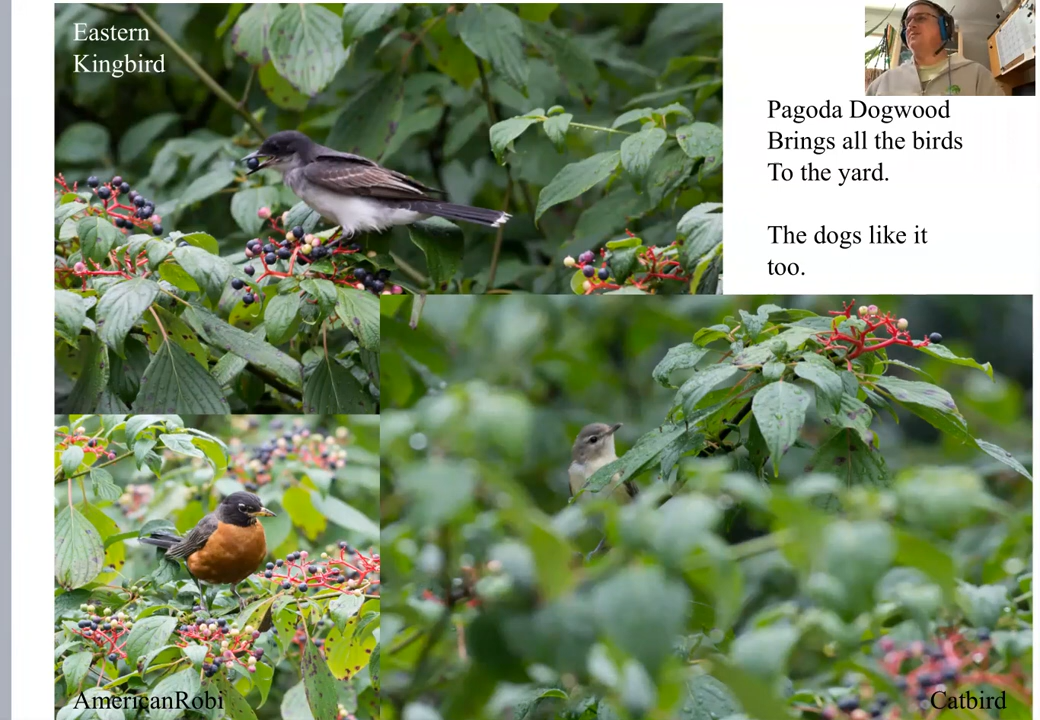 Eastern
Kingbird
Pagoda Dogwood
Brings all the birds
To the yard.
The dogs like it
too.
AmericanRobi
Catbird